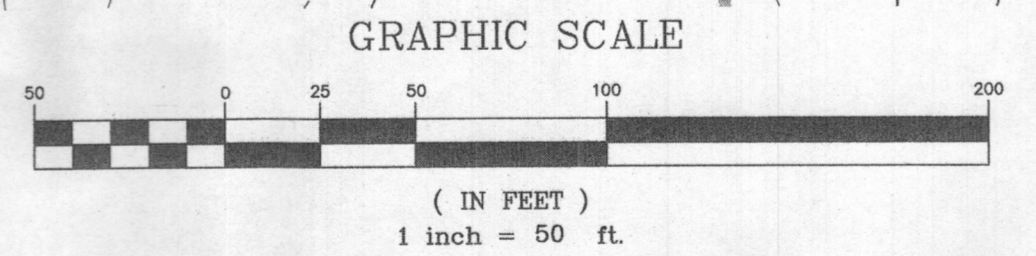 GRAPHIC SCALE
50 0 25 50 100 200
( IN FEET )
1 inch = 50 ft.